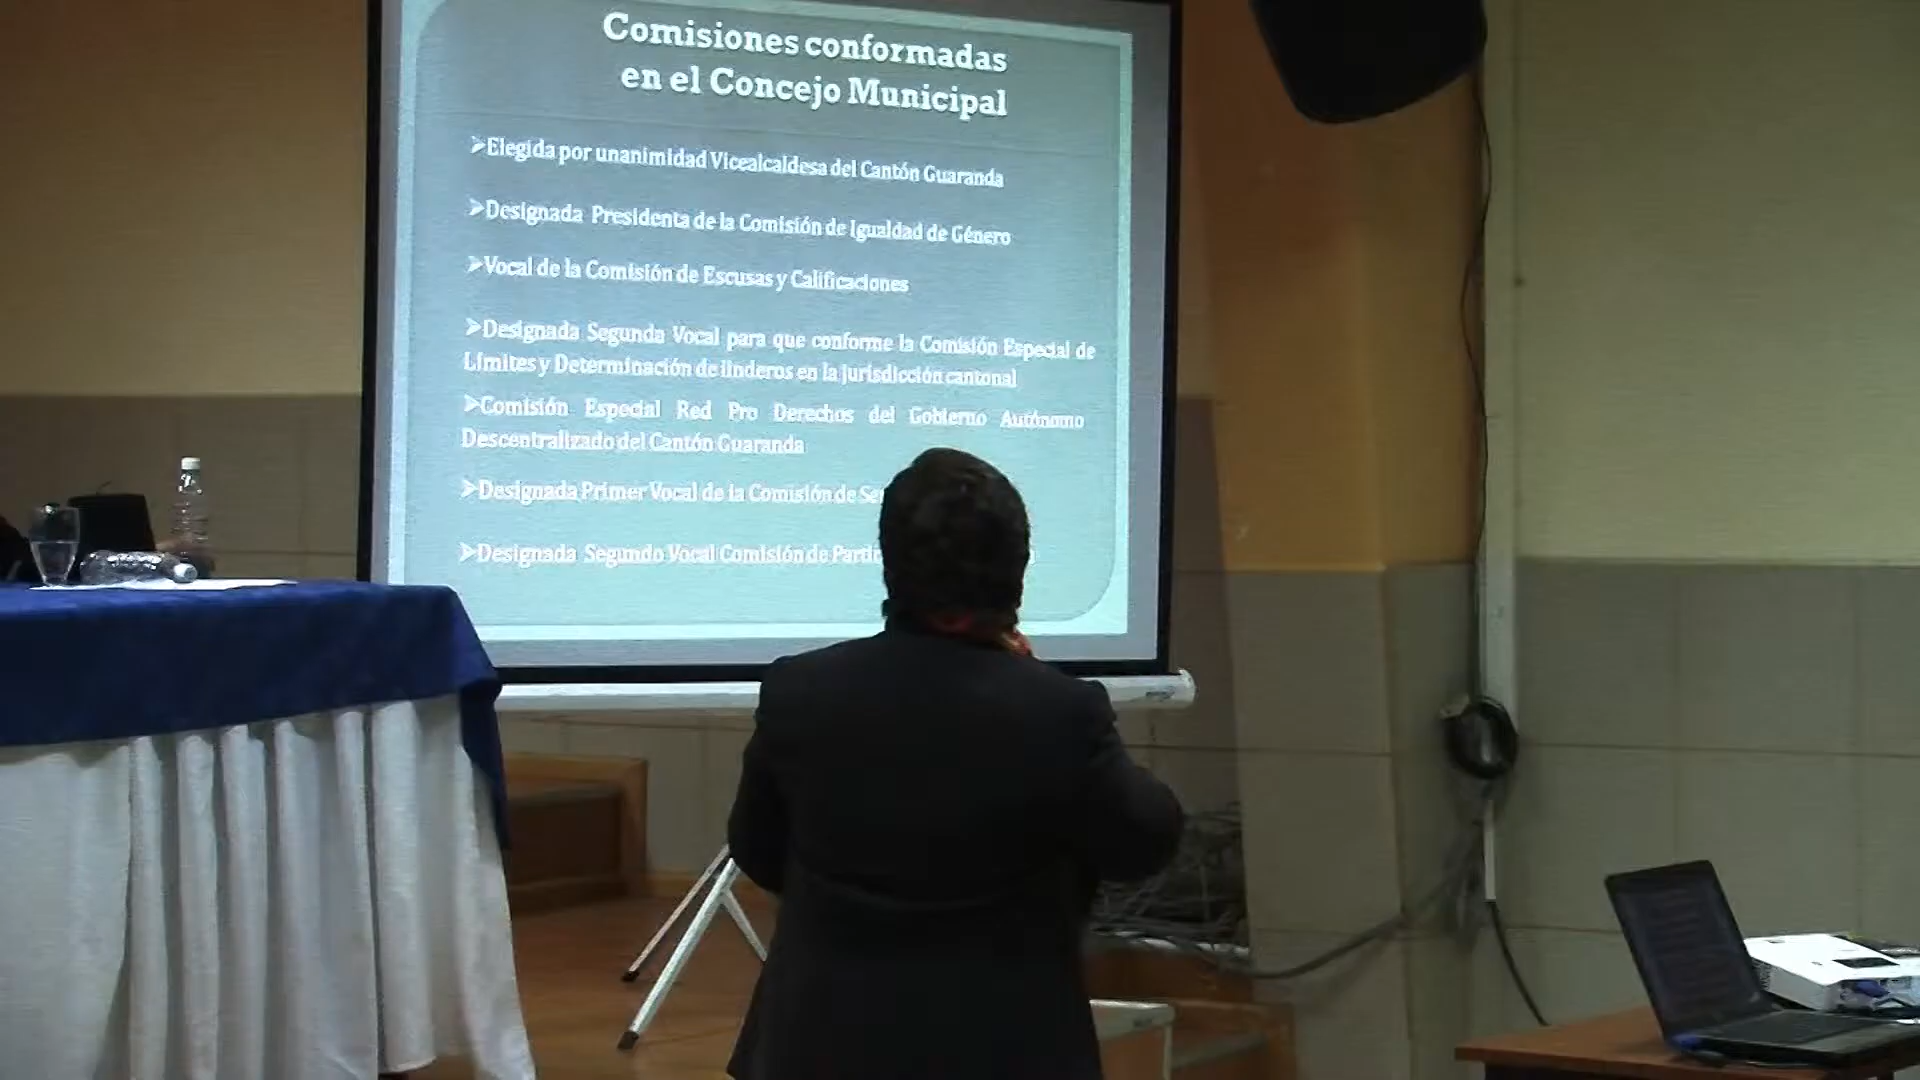 Comisiones conformadas
en el Concejo Municipal
➢Elegida por unanimidad Vicealcaldesa del Cantón Guaranda
➢Designada Presidenta de la Comisión de Igualdad de Género
➢Vocal de la Comisión de Escusas y Calificaciones
➢Designada Segunda Vocal para que conforme la Comisión Especial de
Límites y Determinación de linderos en la jurisdicción cantonal
➢Comisión Especial Red Pro Derechos del Gobierno Autónomo
Descentralizado del Cantón Guaranda
➢Designada Primer Vocal de la Comisión de
➢Designada Segundo Vocal Comisión de